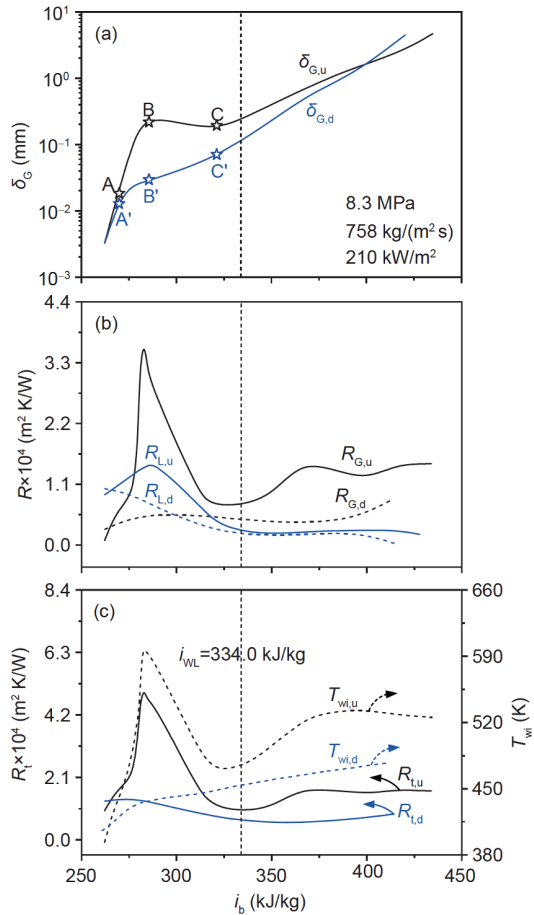 (a)
10¹
10⁰
10⁻¹
10⁻²
10⁻³
δG (mm)
A
B
C
A'
B'
C'
δG,u
δG,d
8.3 MPa
758 kg/(m² s)
210 kW/m²
(b)
4.4
3.3
2.2
1.1
0.0
R×10⁴ (m² K/W)
RL,u
RL,d
RG,u
RG,d
(c)
8.4
6.3
4.2
2.1
0.0
Rt×10⁴ (m² K/W)
iWL=334.0 kJ/kg
Twi,u
Twi,d
Rt,u
Rt,d
660
590
520
450
380
Twi (K)
250 300 350 400 450
ib (kJ/kg)